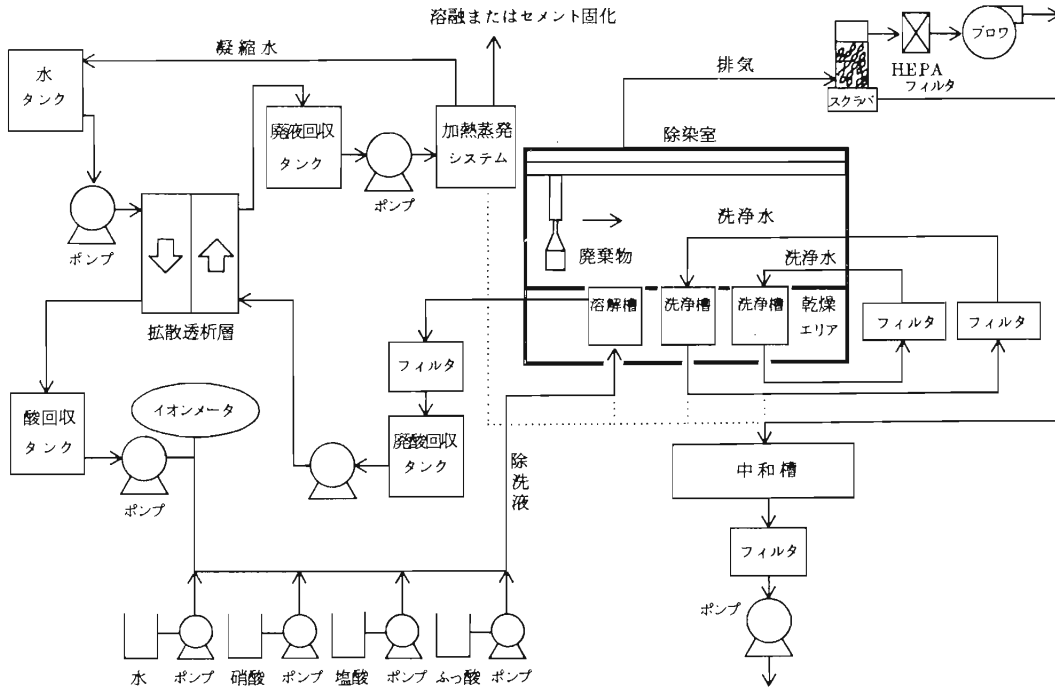 溶融またはセメント固化
凝縮水
水
タンク
廃液回収
タンク
ポンプ
加熱蒸発
システム
排気
スクラバ
HEPA
フィルタ
ブロワ
除染室
洗浄水
廃棄物
洗浄水
溶解槽
洗浄槽
洗浄槽
乾燥
エリア
フィルタ
フィルタ
ポンプ
拡散透析層
フィルタ
酸回収
タンク
イオンメータ
廃酸回収
タンク
ポンプ
除洗液
中和槽
フィルタ
ポンプ
水
ポンプ
硝酸
ポンプ
塩酸
ポンプ
ふっ酸
ポンプ